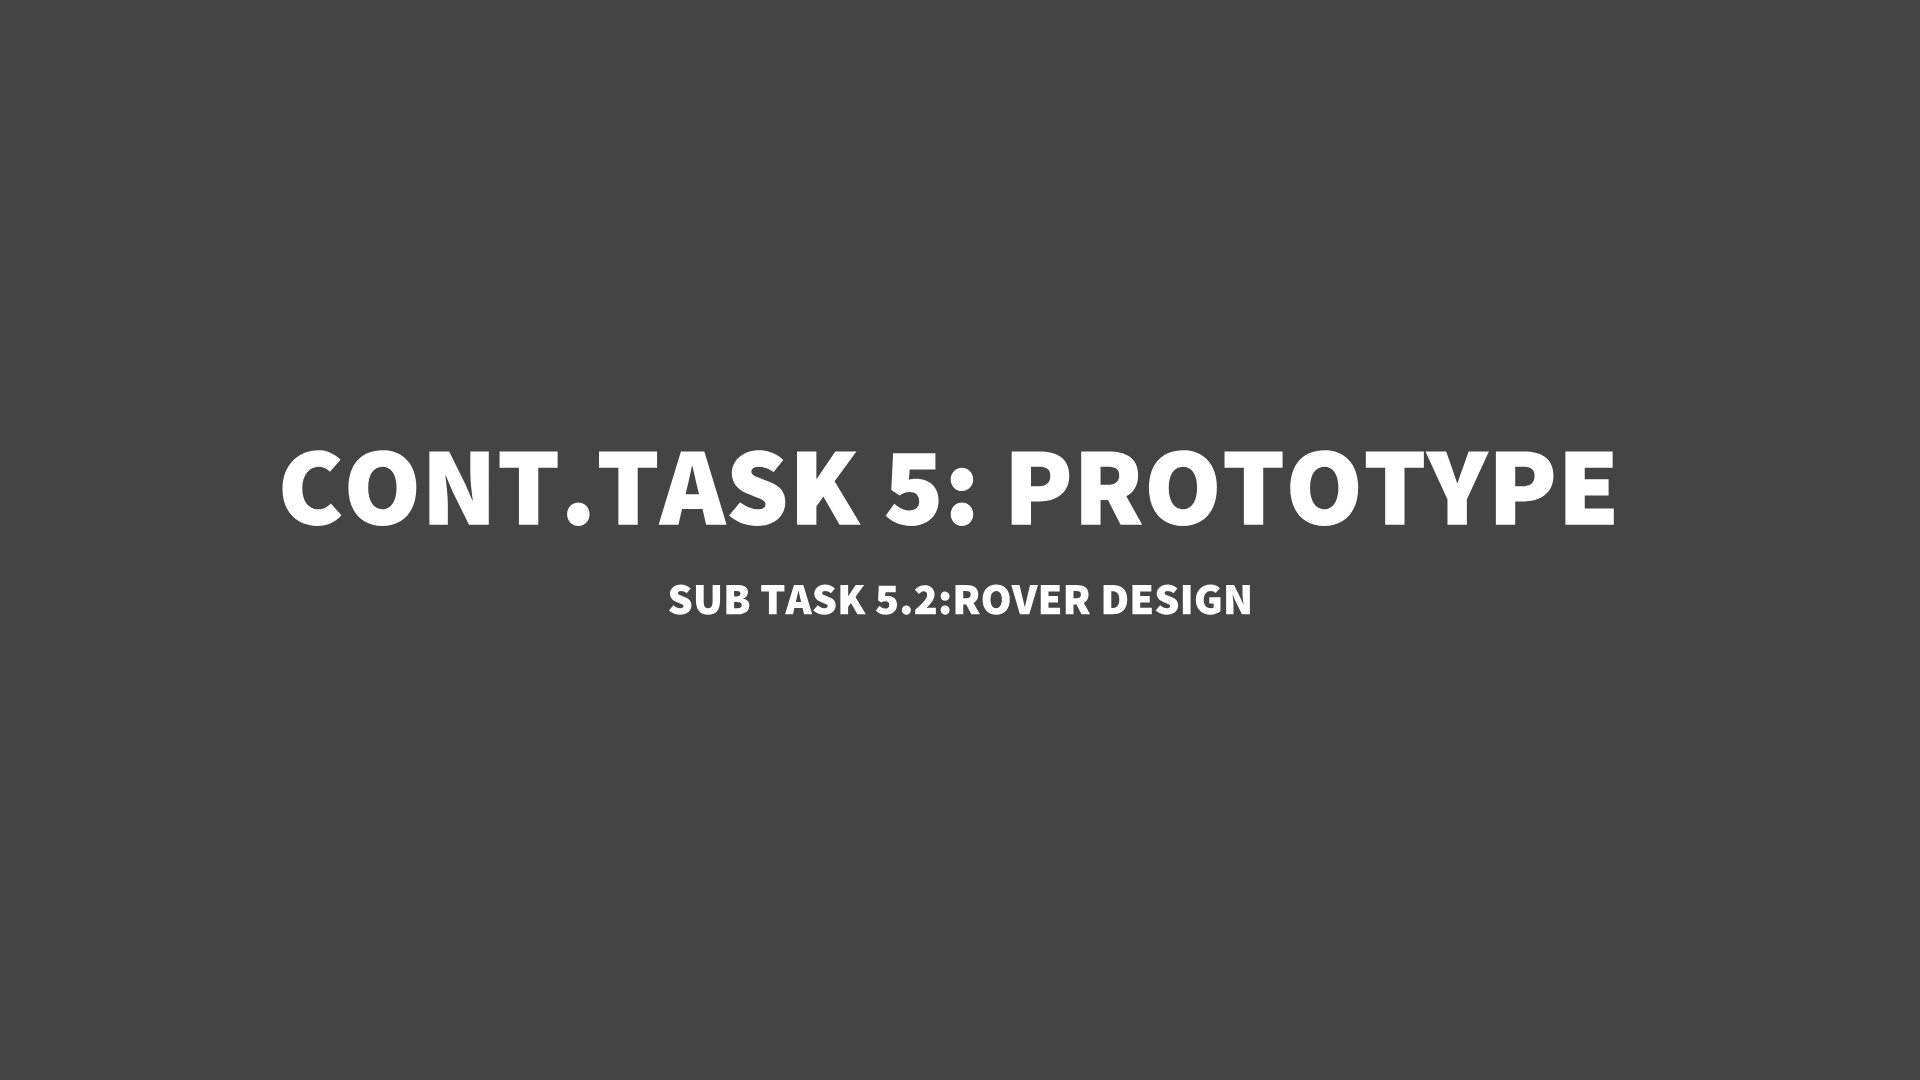 CONT.TASK 5: PROTOTYPE
SUB TASK 5.2:ROVER DESIGN